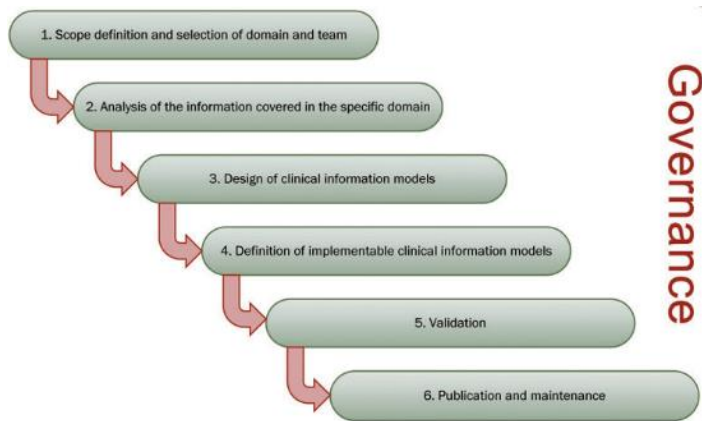 1. Scope definition and selection of domain and team
2. Analysis of the information covered in the specific domain
3. Design of clinical information models
4. Definition of implementable clinical information models
5. Validation
6. Publication and maintenance
Governance